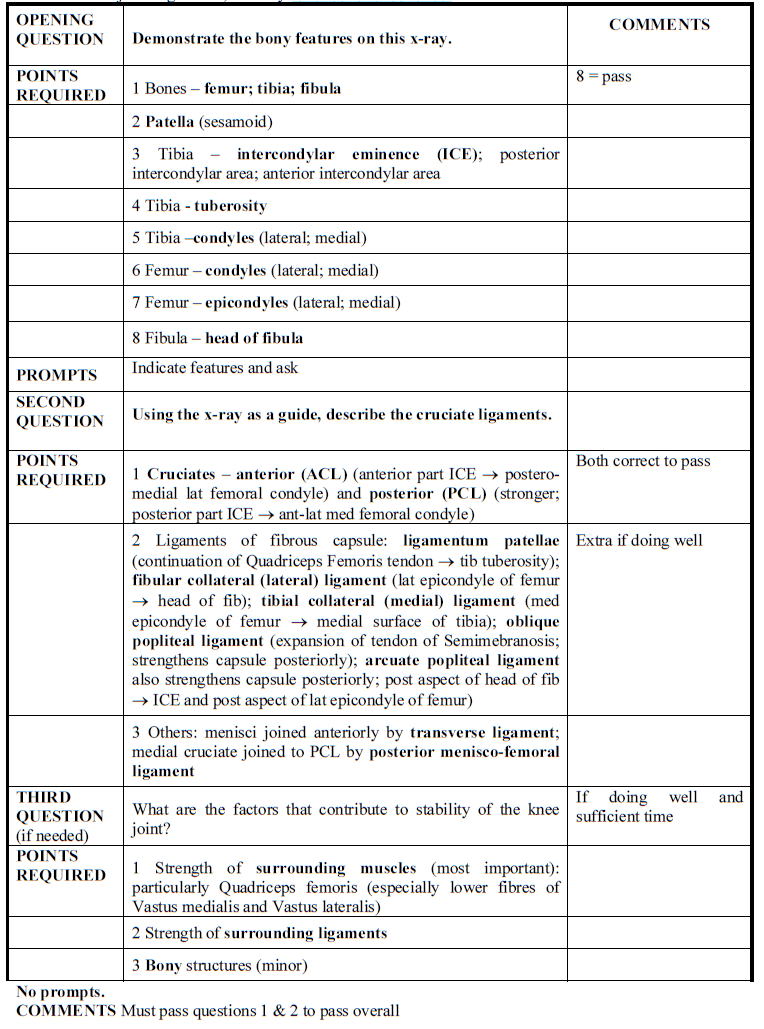 OPENING QUESTION
Demonstrate the bony features on this x-ray.
COMMENTS
POINTS REQUIRED
1 Bones – femur; tibia; fibula
8 = pass
2 Patella (sesamoid)
3 Tibia – intercondylar eminence (ICE); posterior
intercondylar area; anterior intercondylar area
4 Tibia - tuberosity
5 Tibia –condyles (lateral; medial)
6 Femur – condyles (lateral; medial)
7 Femur – epicondyles (lateral; medial)
8 Fibula – head of fibula
PROMPTS
Indicate features and ask
SECOND QUESTION
Using the x-ray as a guide, describe the cruciate ligaments.
POINTS REQUIRED
1 Cruciates – anterior (ACL) (anterior part ICE → postero-
medial lat femoral condyle) and posterior (PCL) (stronger;
posterior part ICE → ant-lat med femoral condyle)
Both correct to pass
2 Ligaments of fibrous capsule: ligamentum patellae
(continuation of Quadriceps Femoris tendon → tib tuberosity);
fibular collateral (lateral) ligament (lat epicondyle of femur
→ head of fib); tibial collateral (medial) ligament (med
epicondyle of femur → medial surface of tibia); oblique
popliteal ligament (expansion of tendon of Semimebranosis;
strengthens capsule posteriorly); arcuate popliteal ligament
also strengthens capsule posteriorly; post aspect of head of fib
→ ICE and post aspect of lat epicondyle of femur)
Extra if doing well
3 Others: menisci joined anteriorly by transverse ligament;
medial cruciate joined to PCL by posterior menisco-femoral
ligament
THIRD QUESTION
(if needed)
What are the factors that contribute to stability of the knee
joint?
If doing well and
sufficient time
POINTS REQUIRED
1 Strength of surrounding muscles (most important):
particularly Quadriceps femoris (especially lower fibres of
Vastus medialis and Vastus lateralis)
2 Strength of surrounding ligaments
3 Bony structures (minor)
No prompts.
COMMENTS Must pass questions 1 & 2 to pass overall